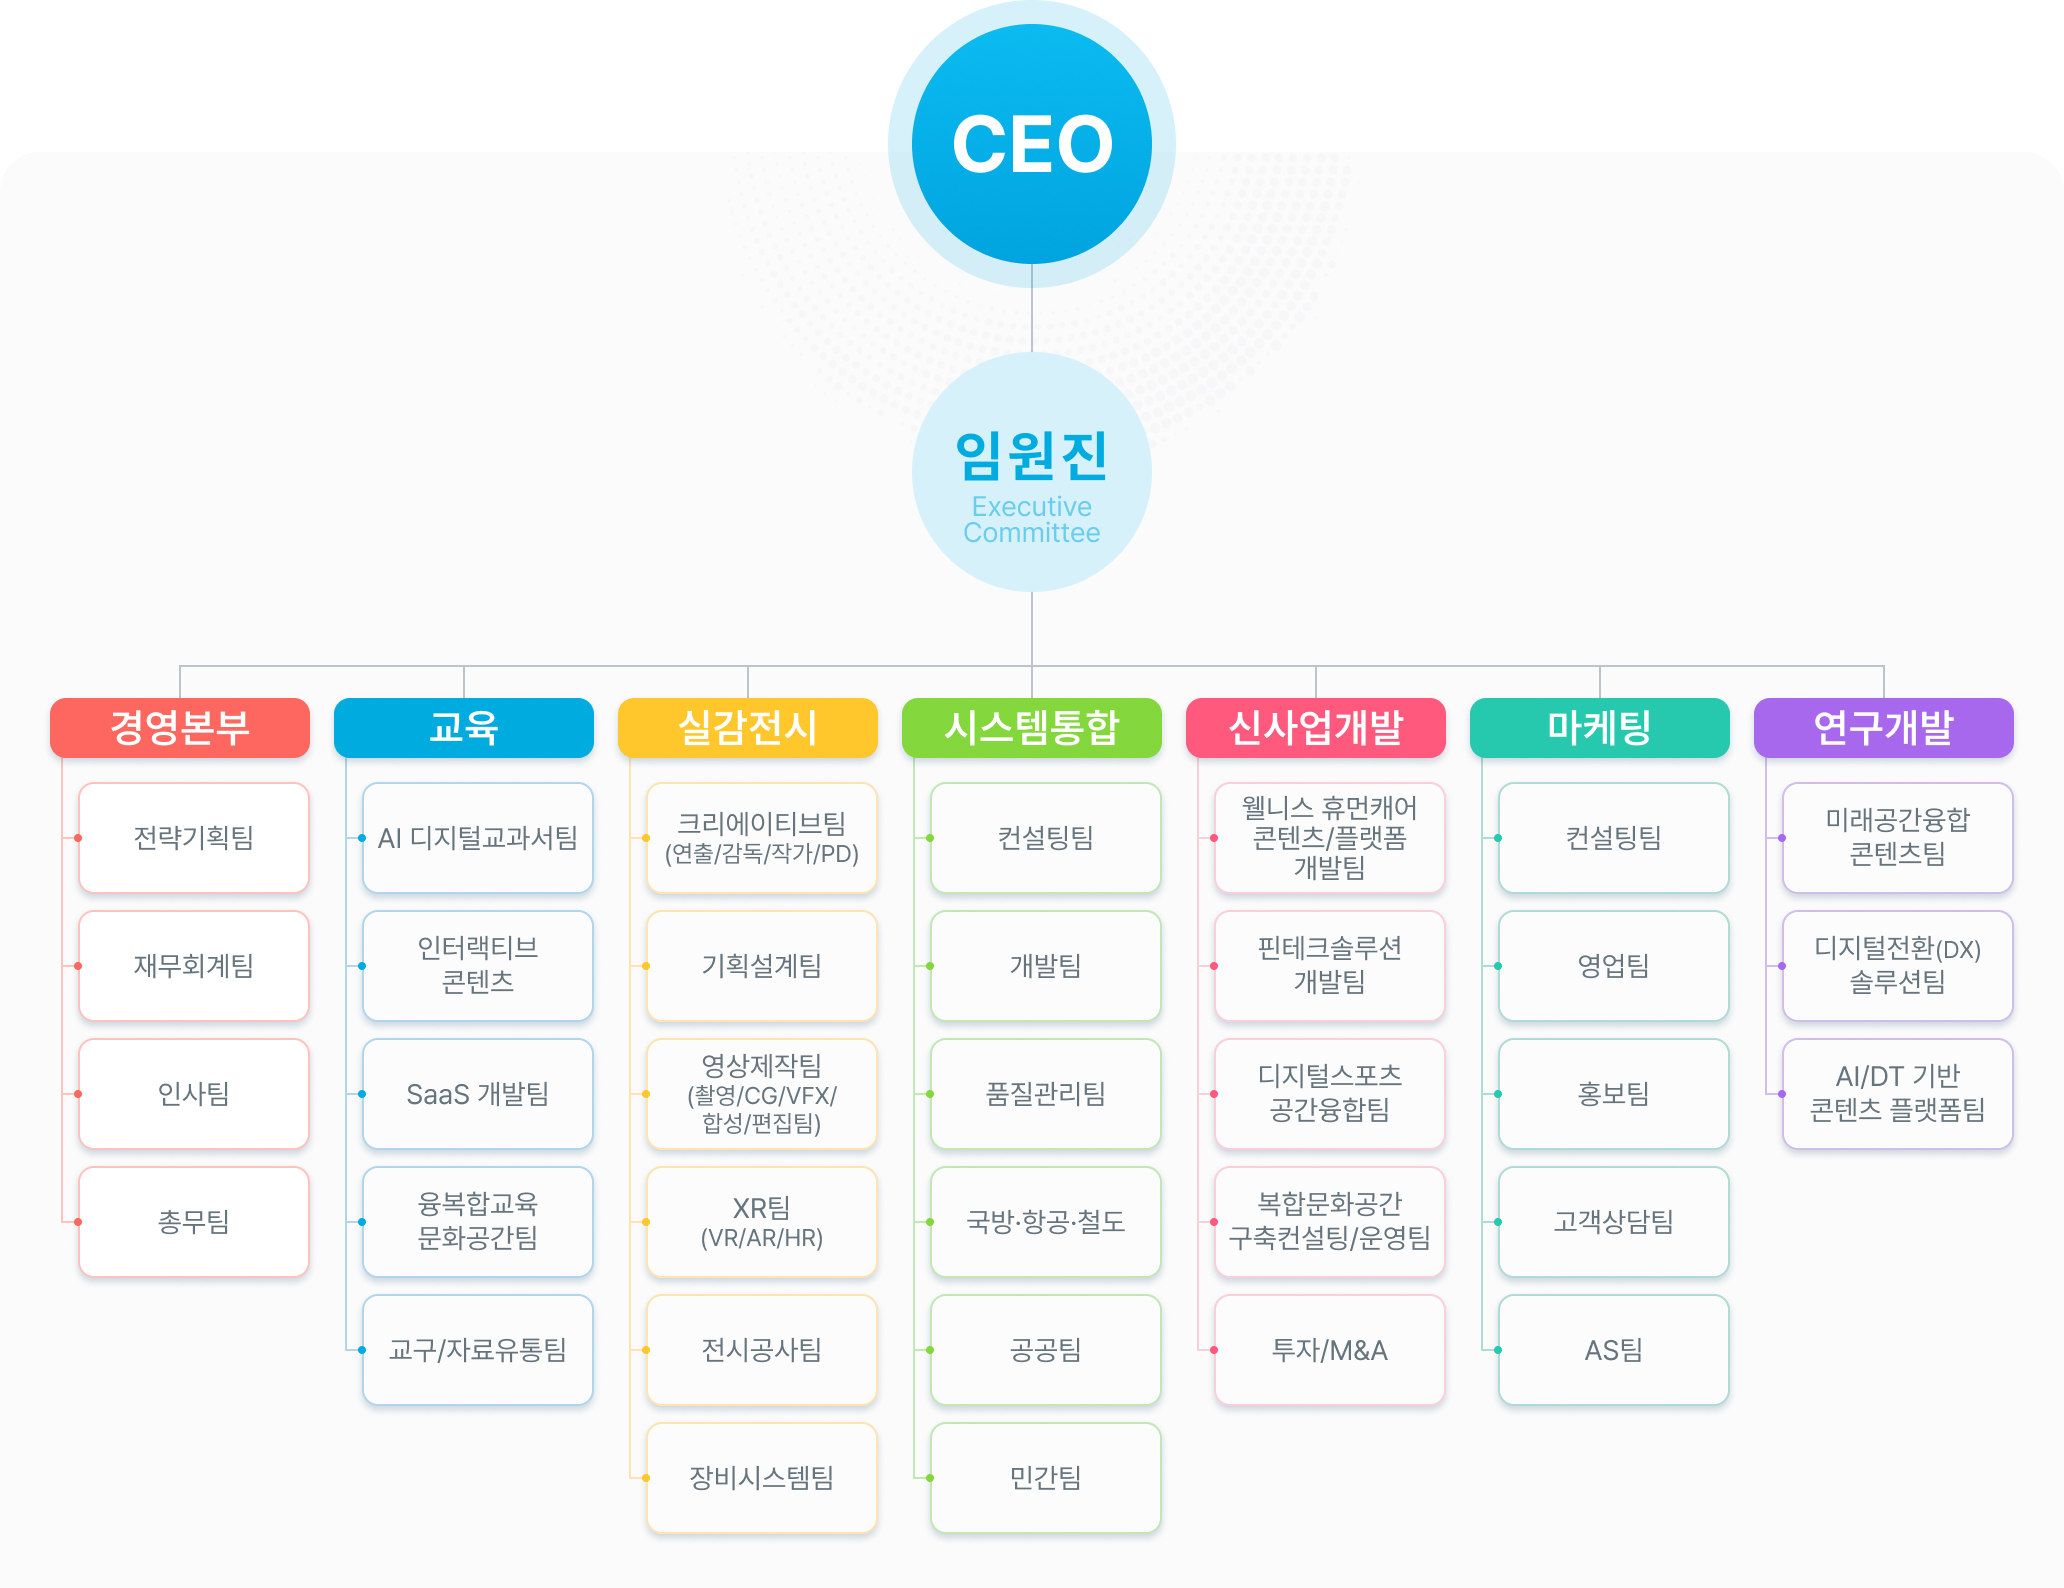 CEO
임원진
Executive
Committee
경영본부
전략기획팀
재무회계팀
인사팀
총무팀
교육
AI 디지털교과서팀
인터랙티브
콘텐츠
SaaS 개발팀
융복합교육
문화공간팀
교구/자료유통팀
실감전시
크리에이티브팀
(연출/감독/작가/PD)
기획설계팀
영상제작팀
(촬영/CG/VFX/
합성/편집팀)
XR팀
(VR/AR/HR)
전시공사팀
장비시스템팀
시스템통합
컨설팅팀
개발팀
품질관리팀
국방·항공·철도
공공팀
민간팀
신사업개발
웰니스 휴먼캐어
콘텐츠/플랫폼
개발팀
핀테크솔루션
개발팀
디지털스포츠
공간융합팀
복합문화공간
구축컨설팅/운영팀
투자/M&A
마케팅
컨설팅팀
영업팀
홍보팀
고객상담팀
AS팀
연구개발
미래공간융합
콘텐츠팀
디지털전환(DX)
솔루션팀
AI/DT 기반
콘텐츠 플랫폼팀